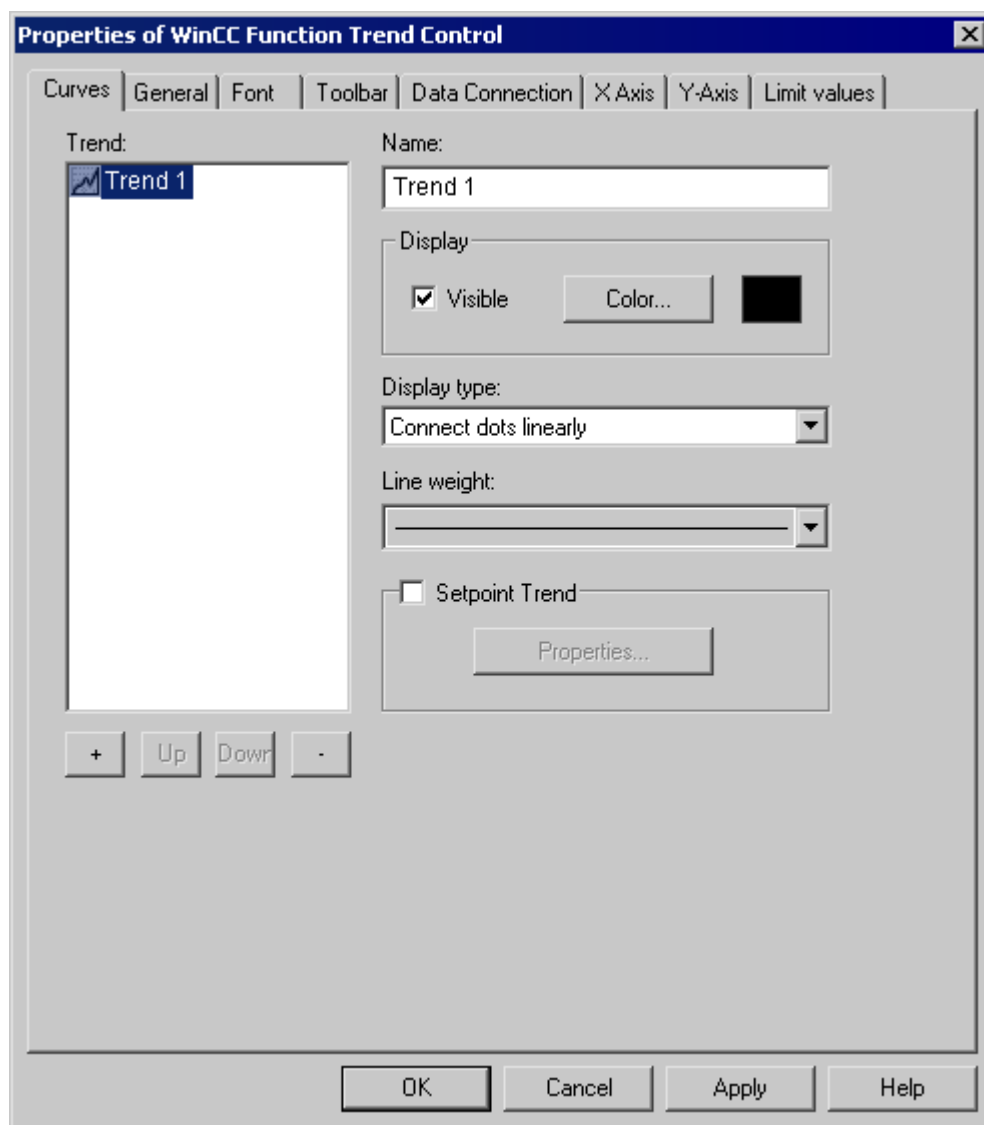 Properties of WinCC Function Trend Control
Curves General Font Toolbar Data Connection X Axis Y-Axis Limit values
Trend:
Trend 1
Name:
Trend 1
Display
Visible Color...
Display type:
Connect dots linearly
Line weight:
Setpoint Trend
Properties...
+ Up Down -
OK Cancel Apply Help